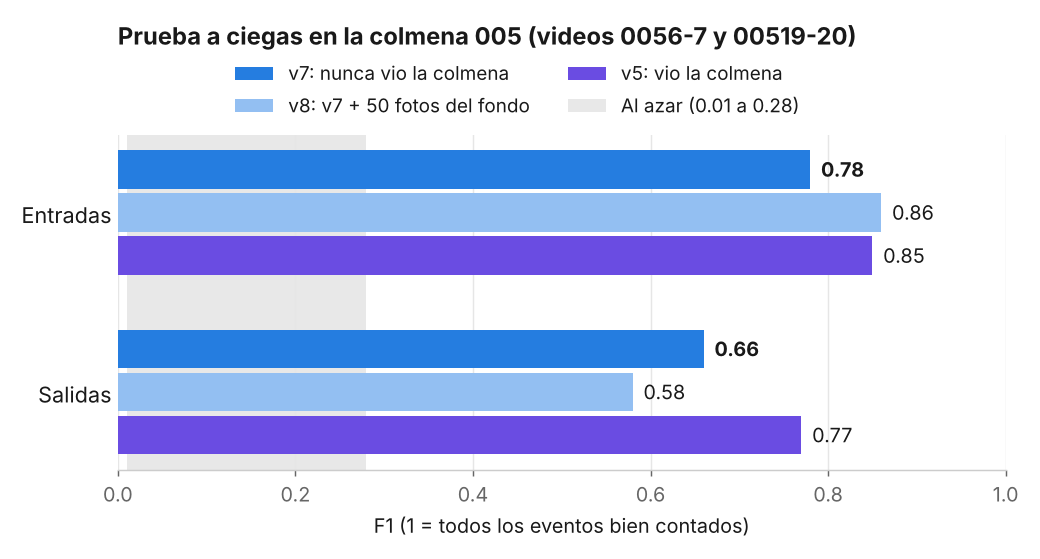 Prueba a ciegas en la colmena 005 (videos 0056-7 y 00519-20)
v7: nunca vio la colmena
v5: vio la colmena
v8: v7 + 50 fotos del fondo
Al azar (0.01 a 0.28)
Entradas
0.78
0.86
0.85
Salidas
0.66
0.58
0.77
0.0 0.2 0.4 0.6 0.8 1.0
F1 (1 = todos los eventos bien contados)